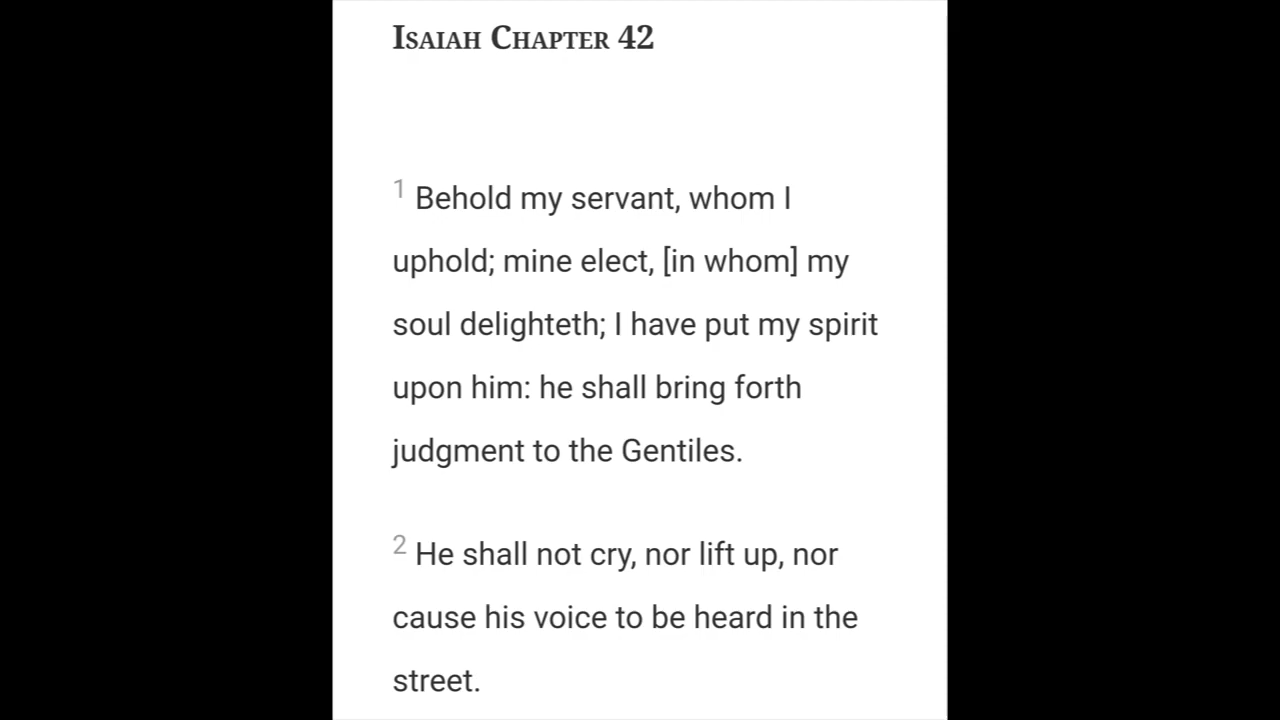 Isaiah Chapter 42
1 Behold my servant, whom I
uphold; mine elect, [in whom] my
soul delighteth; I have put my spirit
upon him: he shall bring forth
judgment to the Gentiles.
2 He shall not cry, nor lift up, nor
cause his voice to be heard in the
street.